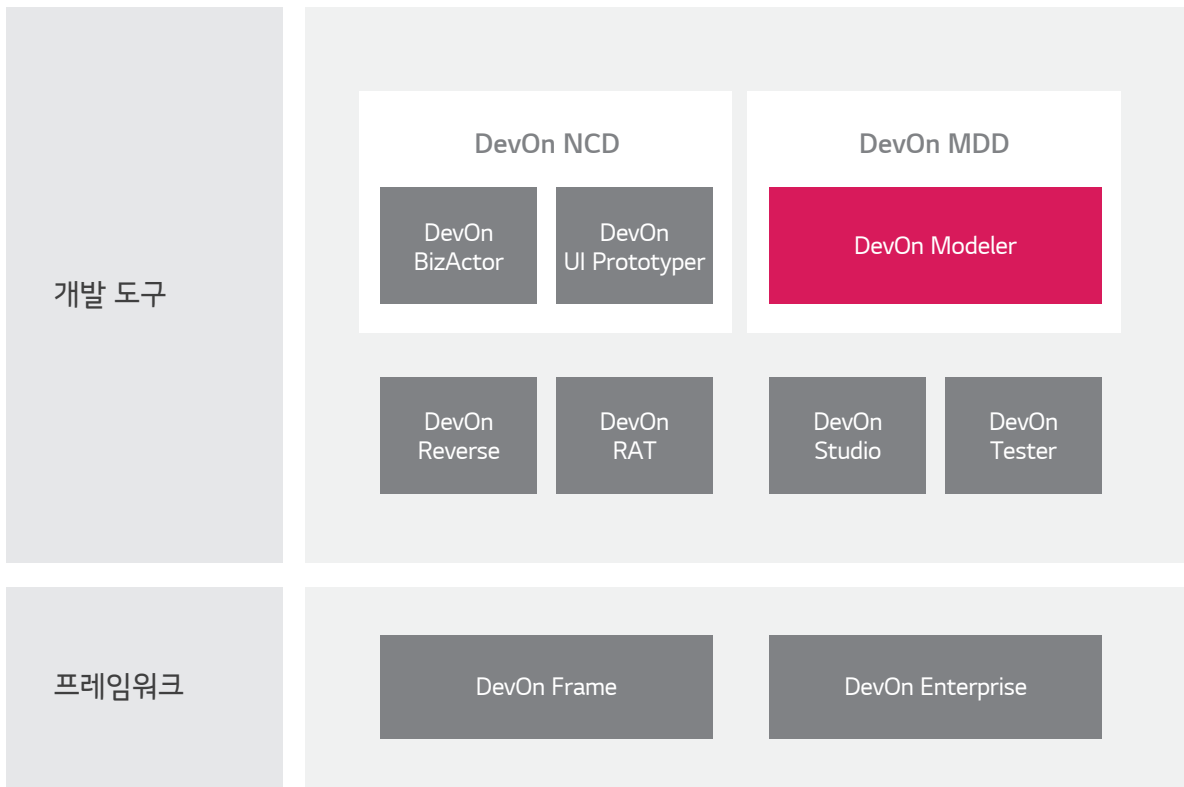 개발 도구
DevOn NCD
DevOn
BizActor
DevOn
UI Prototyper
DevOn MDD
DevOn Modeler
DevOn
Reverse
DevOn
RAT
DevOn
Studio
DevOn
Tester
프레임워크
DevOn Frame
DevOn Enterprise